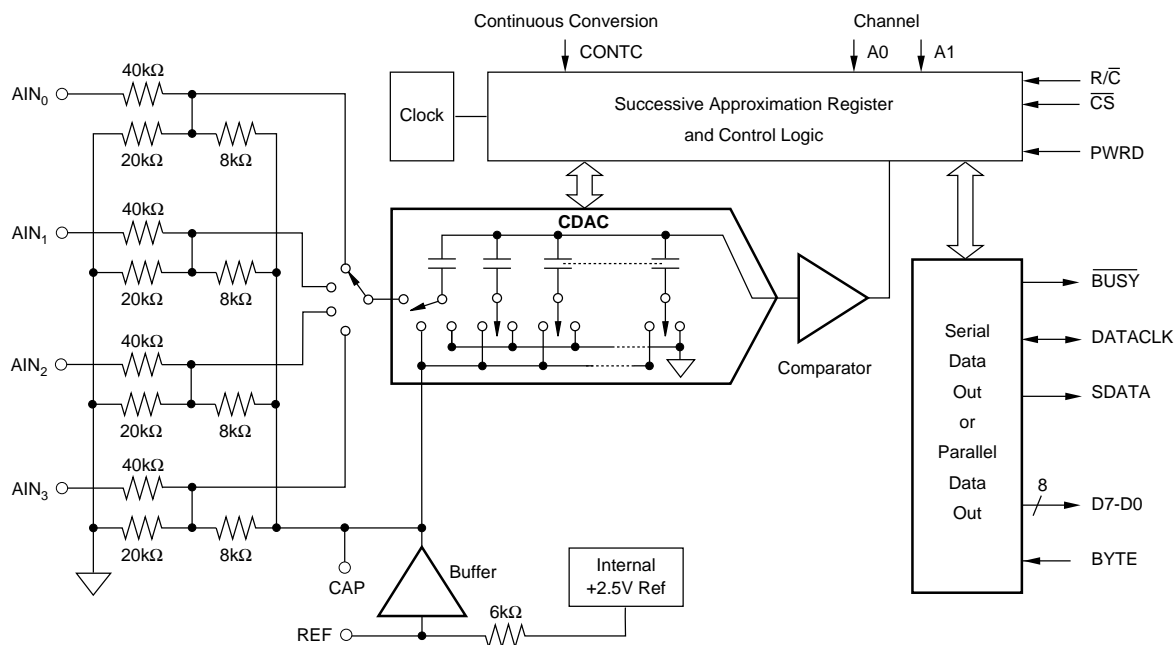 Continuous Conversion
Channel
CONTC
A0
A1
40kΩ
AIN₀
20kΩ
8kΩ
Clock
Successive Approximation Register
and Control Logic
R/C̅
C̅S̅
PWRD
40kΩ
AIN₁
20kΩ
8kΩ
CDAC
40kΩ
AIN₂
20kΩ
8kΩ
Comparator
Serial
Data
Out
or
Parallel
Data
Out
B̅U̅S̅Y̅
DATACLK
SDATA
8
D7-D0
BYTE
40kΩ
AIN₃
20kΩ
8kΩ
CAP
Buffer
Internal
+2.5V Ref
6kΩ
REF